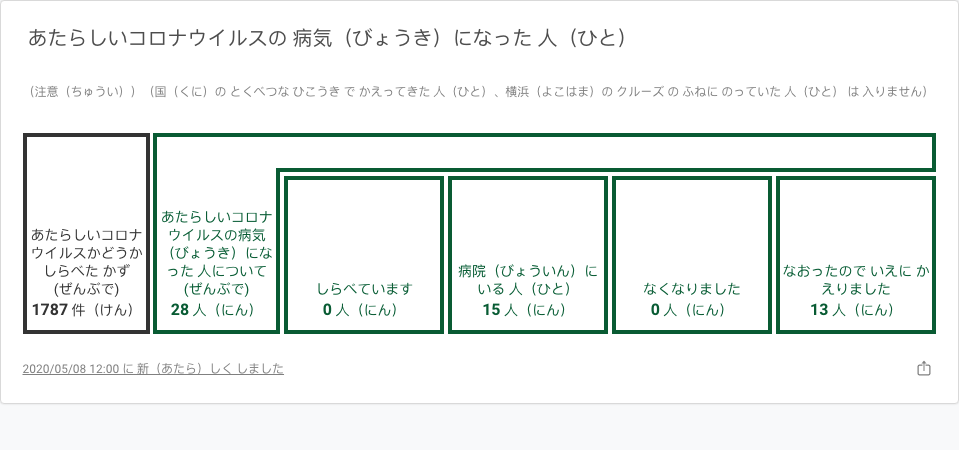 あたらしいコロナウイルスの 病気（びょうき）になった 人（ひと）
（注意（ちゅうい））（国（くに）の とくべつな ひこうき で かえってきた 人（ひと）、横浜（よこはま）の クルーズ の ふねに のっていた 人（ひと） は 入りません）
あたらしいコロナ
ウイルスかどうか
しらべた かず
(ぜんぶで)
1787 件（けん）
あたらしいコロナ
ウイルスの病気
（びょうき）にな
った 人について
(ぜんぶで)
28 人（にん）
しらべています
0 人（にん）
病院（びょういん）に
いる 人（ひと）
15 人（にん）
なくなりました
0 人（にん）
なおったので いえに か
えりました
13 人（にん）
2020/05/08 12:00 に 新（あたら）しく しました